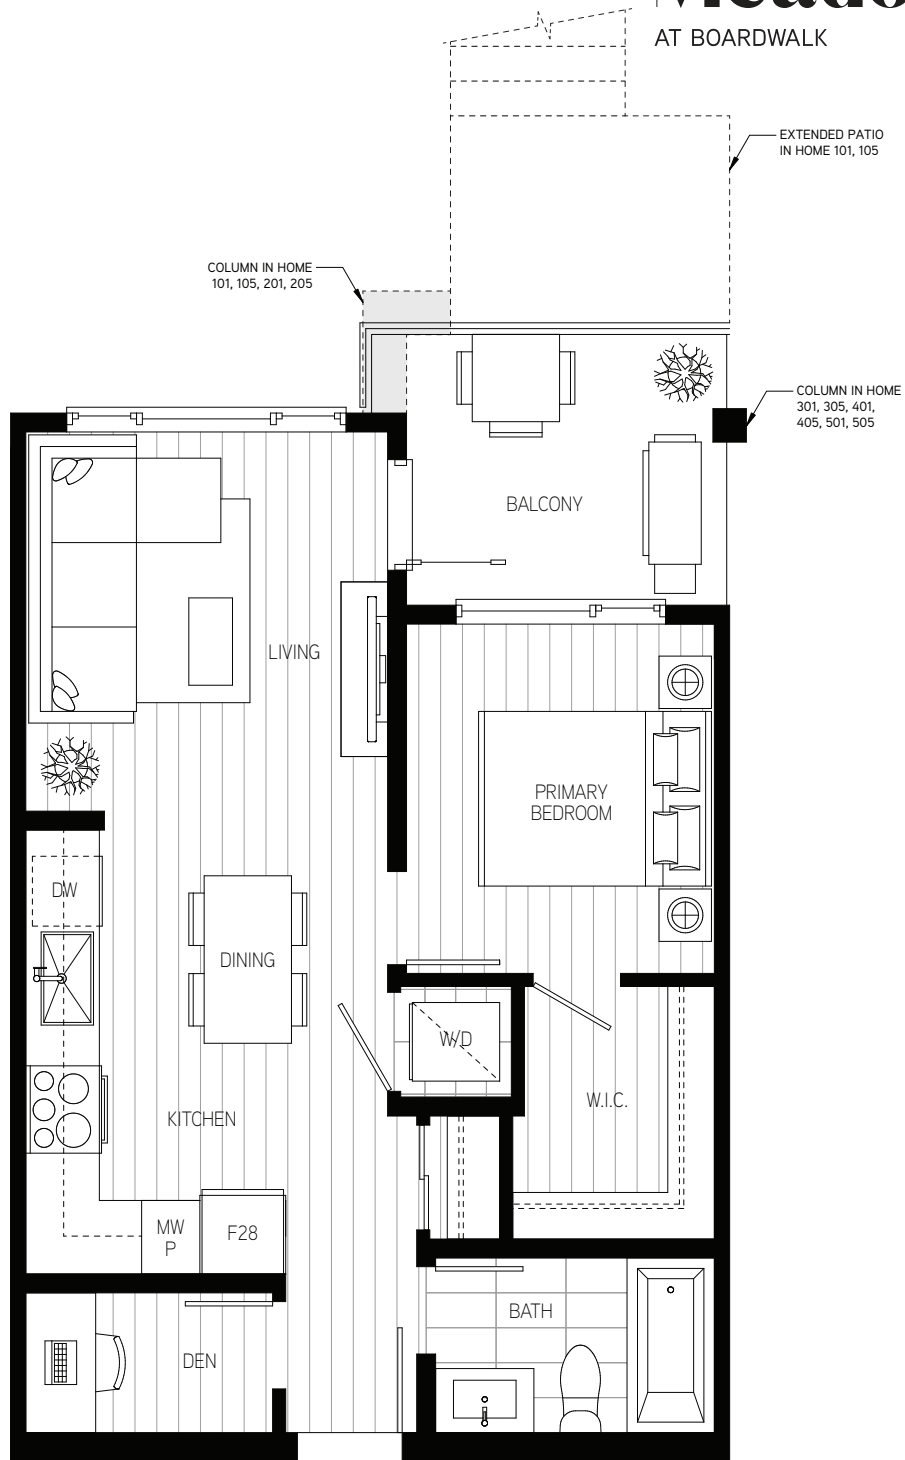 AT BOARDWALK
EXTENDED PATIO
IN HOME 101, 105
COLUMN IN HOME
101, 105, 201, 205
COLUMN IN HOME
301, 305, 401,
405, 501, 505
BALCONY
LIVING
PRIMARY
BEDROOM
DW
DINING
W/D
W.I.C.
KITCHEN
MW
P
F28
BATH
DEN